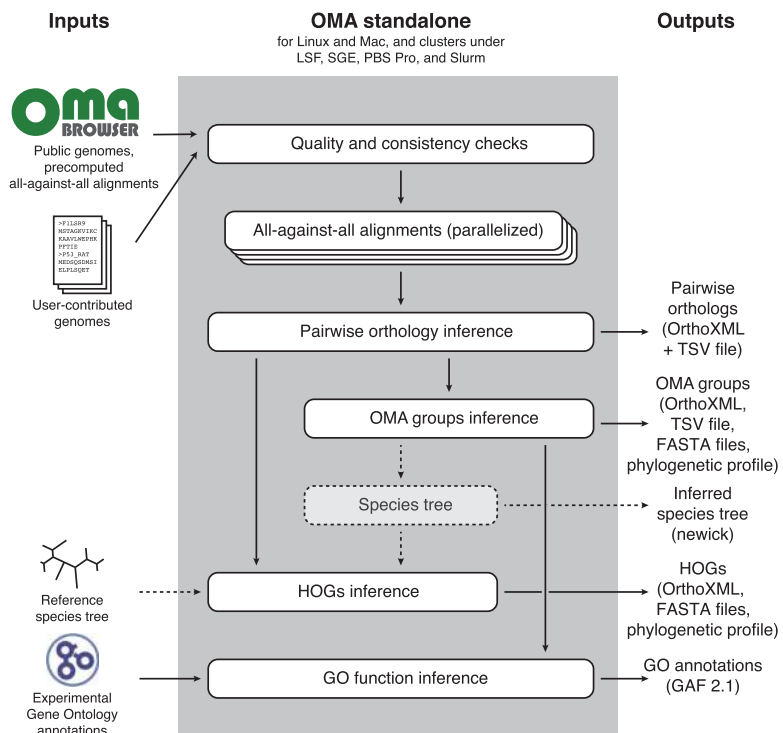 Inputs
OMA standalone
for Linux and Mac, and clusters under
LSF, SGE, PBS Pro, and Slurm
Outputs
oma
BROWSER
Public genomes,
precomputed
all-against-all alignments
>F1LSR9
MSTAGKVIKC
KAAVLWEPHK
PFTIE
>P53_RAT
MEDSQSDMSI
ELPLSQET
User-contributed
genomes
Quality and consistency checks
All-against-all alignments (parallelized)
Pairwise orthology inference
Pairwise
orthologs
(OrthoXML
+ TSV file)
OMA groups inference
OMA groups
(OrthoXML,
TSV file,
FASTA files,
phylogenetic profile)
Species tree
Inferred
species tree
(newick)
Reference
species tree
HOGs inference
HOGs
(OrthoXML,
FASTA files,
phylogenetic profile)
Experimental
Gene Ontology
annotations
GO function inference
GO annotations
(GAF 2.1)